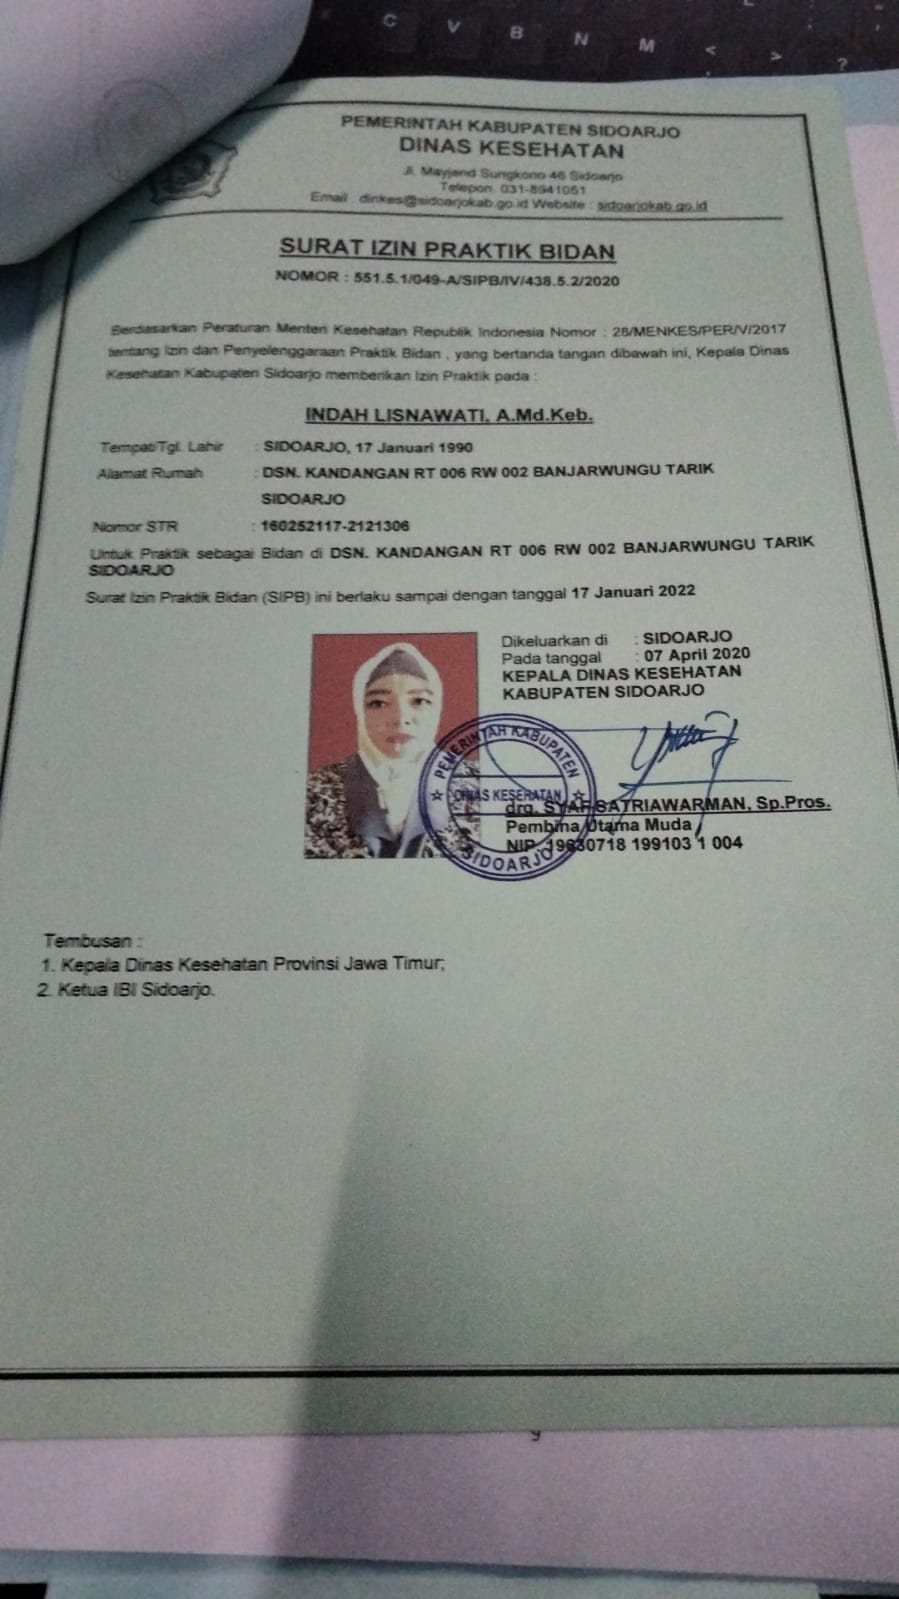 C V B N M < > ?
PEMERINTAH KABUPATEN SIDOARJO
DINAS KESEHATAN
Jl. Mayjend Sungkono 46 Sidoarjo
Telepon. 031-8941051
Email : dinkes@sidoarjokab.go.id Website : sidoarjokab.go.id
SURAT IZIN PRAKTIK BIDAN
NOMOR : 551.5.1/049-A/SIPB/IV/438.5.2/2020
Berdasarkan Peraturan Menteri Kesehatan Republik Indonesia Nomor : 28/MENKES/PER/V/2017
tentang Izin dan Penyelenggaraan Praktik Bidan , yang bertanda tangan dibawah ini, Kepala Dinas
Kesehatan Kabupaten Sidoarjo memberikan Izin Praktik pada :
INDAH LISNAWATI, A.Md.Keb.
Tempat/Tgl. Lahir : SIDOARJO, 17 Januari 1990
Alamat Rumah : DSN. KANDANGAN RT 006 RW 002 BANJARWUNGU TARIK
SIDOARJO
Nomor STR : 160252117-2121306
Untuk Praktik sebagai Bidan di DSN. KANDANGAN RT 006 RW 002 BANJARWUNGU TARIK
SIDOARJO
Surat Izin Praktik Bidan (SIPB) ini berlaku sampai dengan tanggal 17 Januari 2022
Dikeluarkan di : SIDOARJO
Pada tanggal : 07 April 2020
KEPALA DINAS KESEHATAN
KABUPATEN SIDOARJO
PEMERINTAH KABUPATEN
DINAS KESEHATAN
SIDOARJO
drg. SYAF SATRIAWARMAN, Sp.Pros.
Pembina Utama Muda
NIP. 19630718 199103 1 004
Tembusan :
1. Kepala Dinas Kesehatan Provinsi Jawa Timur;
2. Ketua IBI Sidoarjo.